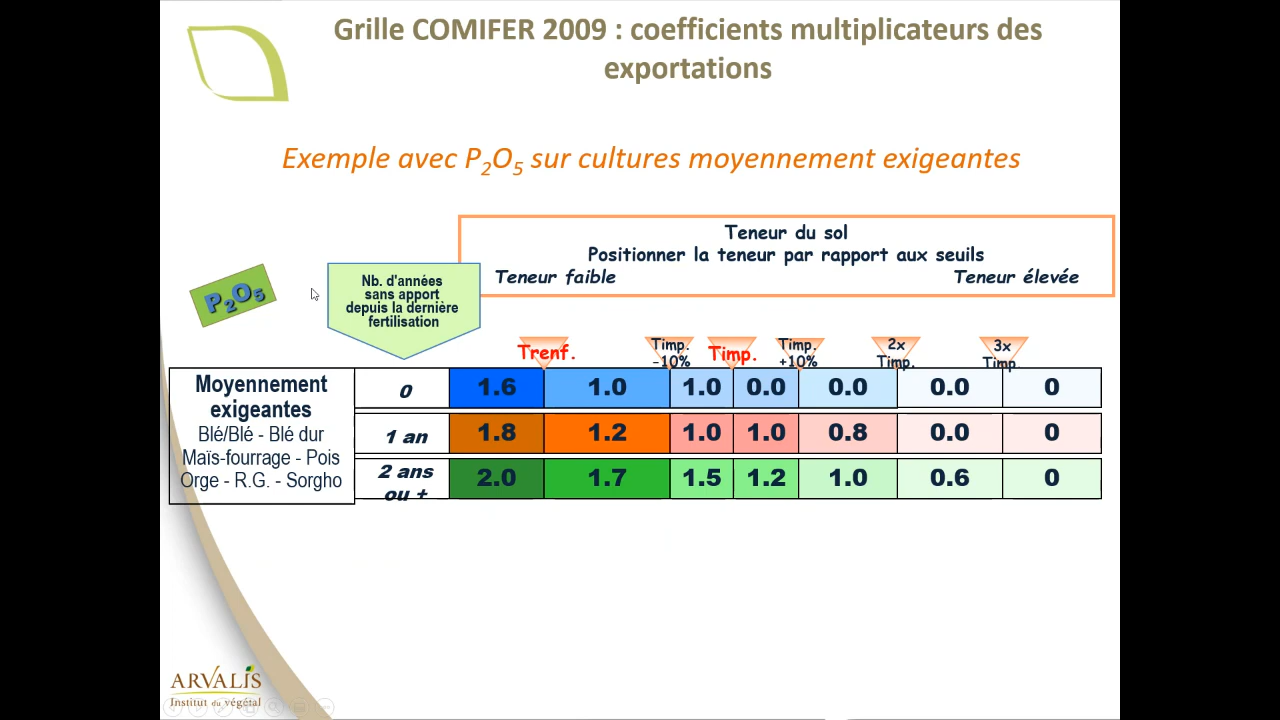 Grille COMIFER 2009 : coefficients multiplicateurs des
exportations
Exemple avec P2O5 sur cultures moyennement exigeantes
Teneur du sol
Positionner la teneur par rapport aux seuils
Teneur faible Teneur élevée
P2O5
Nb. d'années
sans apport
depuis la dernière
fertilisation
Trenf. Timp. -10% Timp. Timp. +10% 2x Timp. 3x Timp.
Moyennement
exigeantes
Blé/Blé - Blé dur
Maïs-fourrage - Pois
Orge - R.G. - Sorgho
0 1.6 1.0 1.0 0.0 0.0 0.0 0
1 an 1.8 1.2 1.0 1.0 0.8 0.0 0
2 ans ou + 2.0 1.7 1.5 1.2 1.0 0.6 0
ARVALIS
Institut du végétal